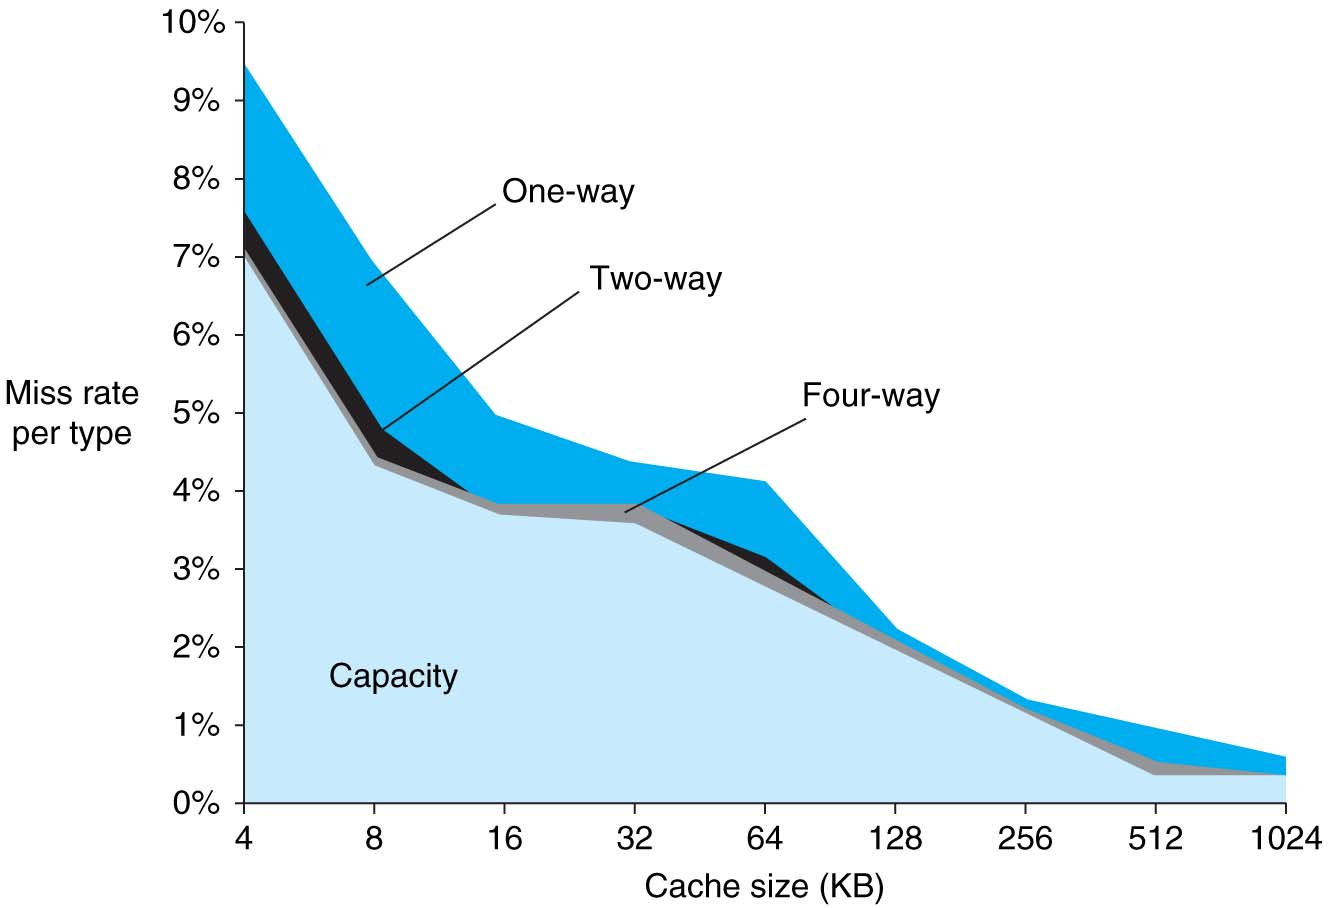 10%
9%
8%
7%
6%
5%
4%
3%
2%
1%
0%
Miss rate
per type
One-way
Two-way
Four-way
Capacity
4 8 16 32 64 128 256 512 1024
Cache size (KB)